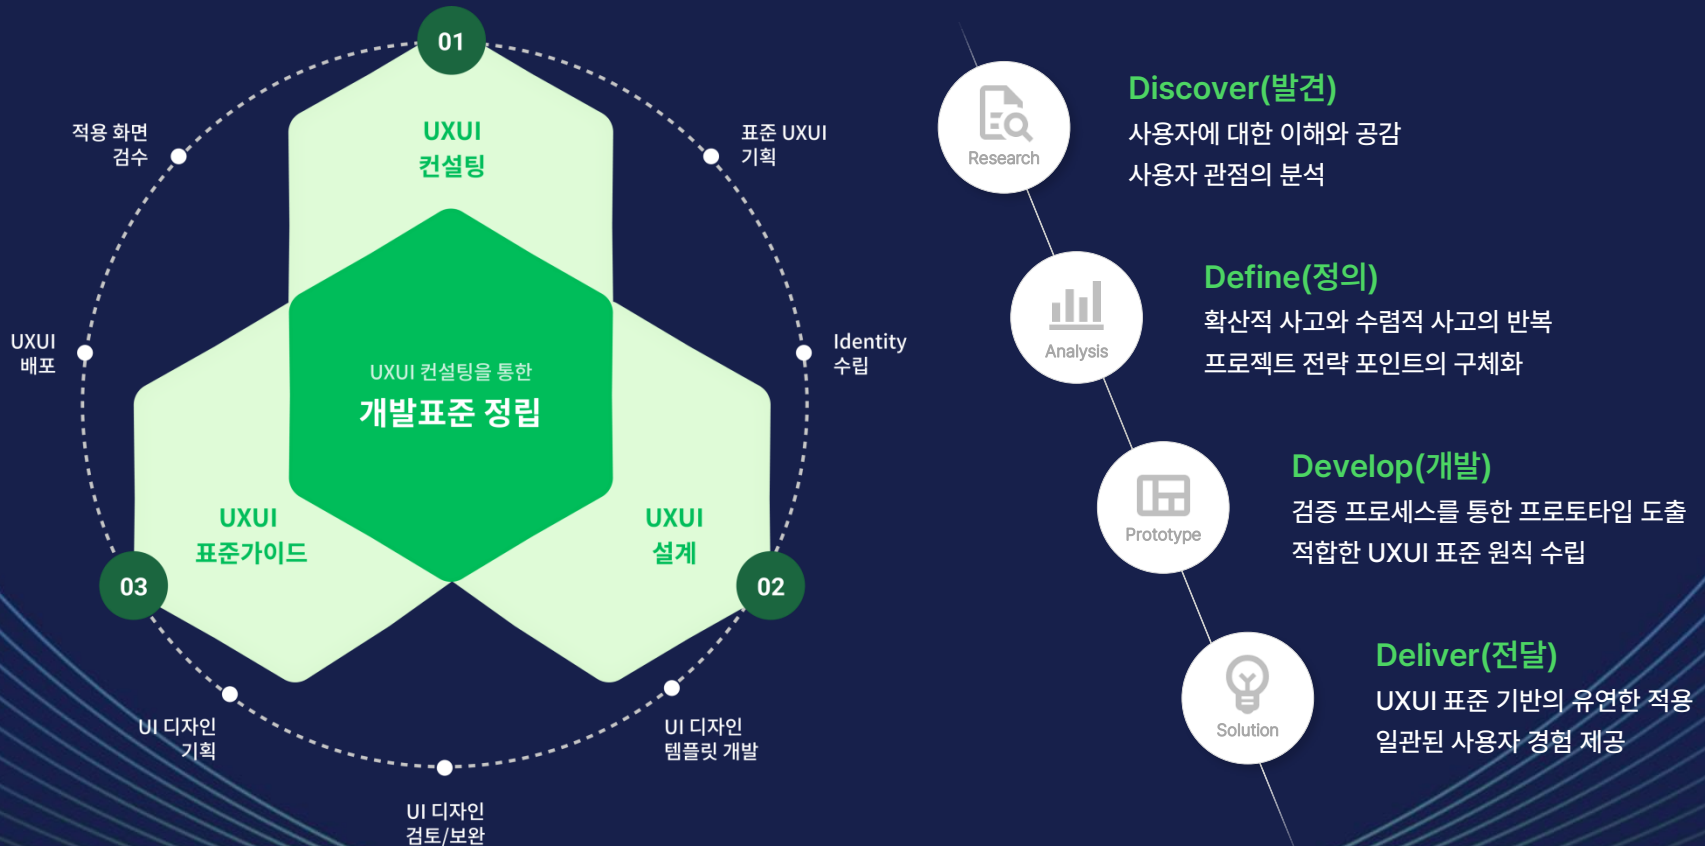 01
UXUI
컨설팅
적용 화면
검수
표준 UXUI
기획
UXUI
배포
Identity
수립
UXUI 컨설팅을 통한
개발표준 정립
UXUI
표준가이드
UXUI
설계
03
02
UI 디자인
기획
UI 디자인
템플릿 개발
UI 디자인
검토/보완
Research
Discover(발견)
사용자에 대한 이해와 공감
사용자 관점의 분석
Analysis
Define(정의)
확산적 사고와 수렴적 사고의 반복
프로젝트 전략 포인트의 구체화
Prototype
Develop(개발)
검증 프로세스를 통한 프로토타입 도출
적합한 UXUI 표준 원칙 수립
Solution
Deliver(전달)
UXUI 표준 기반의 유연한 적용
일관된 사용자 경험 제공